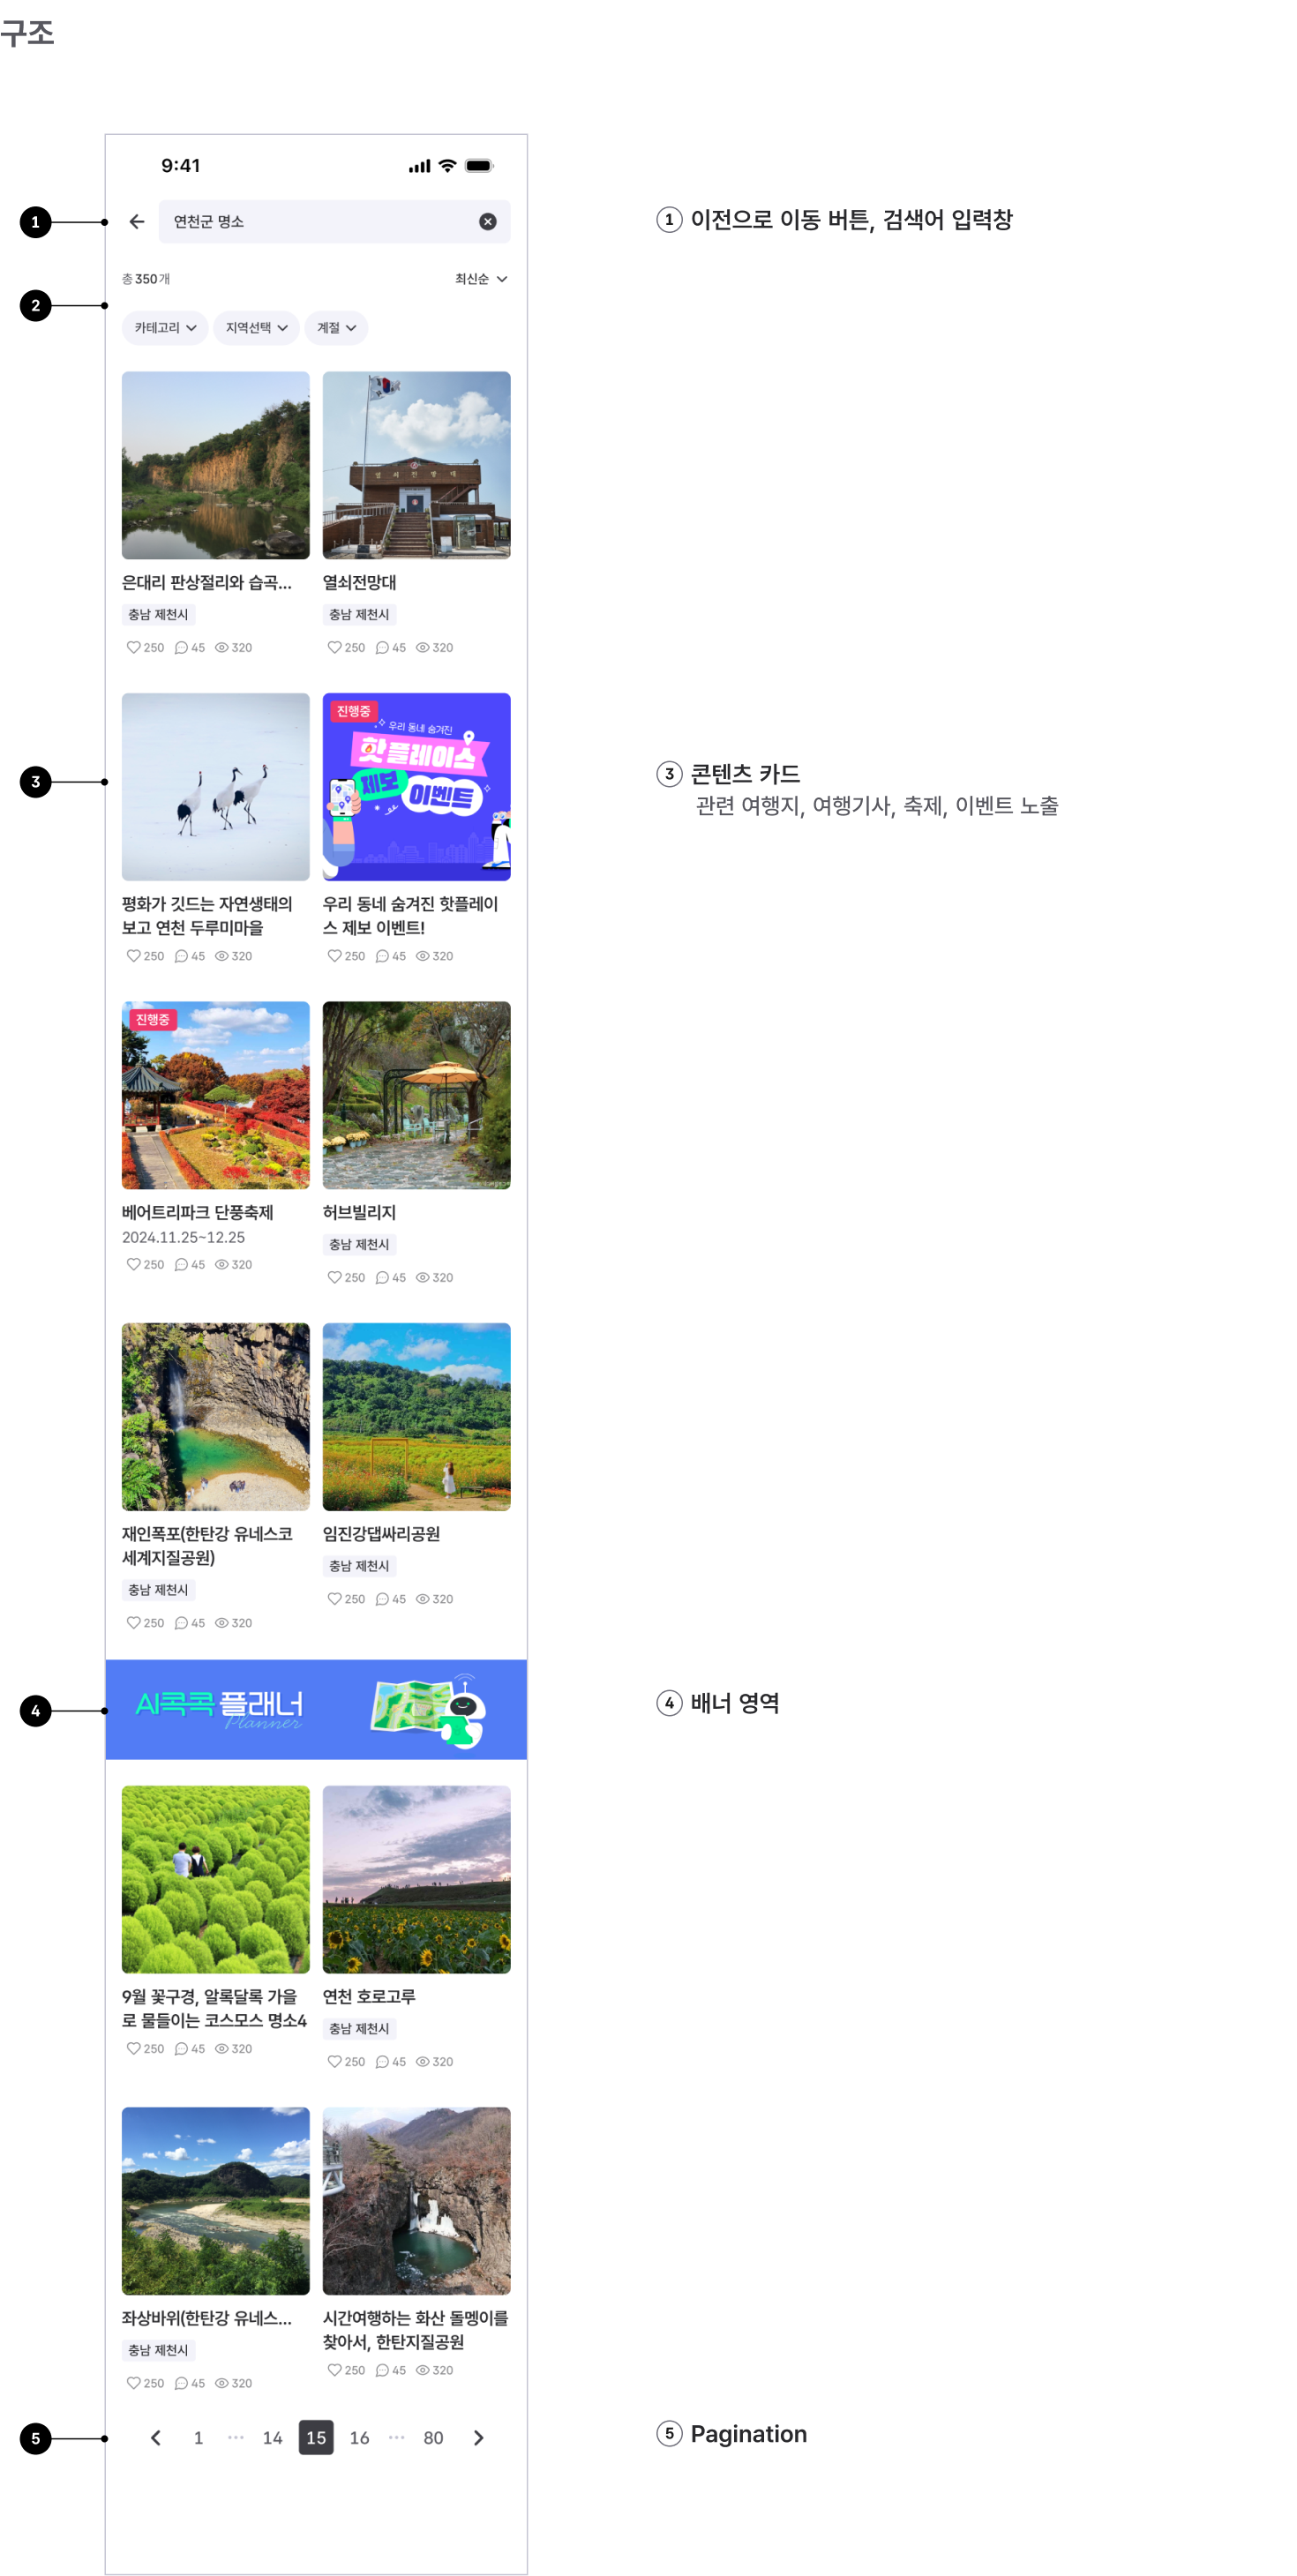 구조
9:41
1
연천군 명소
① 이전으로 이동 버튼, 검색어 입력창
총 350개
최신순
2
카테고리
지역선택
계절
열쇠전망대
은대리 판상절리와 습곡...
열쇠전망대
충남 제천시
충남 제천시
250 45 320
250 45 320
진행중
우리 동네 숨겨진
핫플레이스
제보
이벤트
3
③ 콘텐츠 카드
관련 여행지, 여행기사, 축제, 이벤트 노출
평화가 깃드는 자연생태의
보고 연천 두루미마을
우리 동네 숨겨진 핫플레이
스 제보 이벤트!
250 45 320
250 45 320
진행중
베어트리파크 단풍축제
2024.11.25~12.25
250 45 320
허브빌리지
충남 제천시
250 45 320
재인폭포(한탄강 유네스코
세계지질공원)
충남 제천시
250 45 320
임진강댑싸리공원
충남 제천시
250 45 320
4
AI콕콕 플래너
Planner
④ 배너 영역
9월 꽃구경, 알록달록 가을
로 물들이는 코스모스 명소4
250 45 320
연천 호로고루
충남 제천시
250 45 320
좌상바위(한탄강 유네스...
충남 제천시
250 45 320
시간여행하는 화산 돌멩이를
찾아서, 한탄지질공원
250 45 320
5
1 ... 14 15 16 ... 80
⑤ Pagination